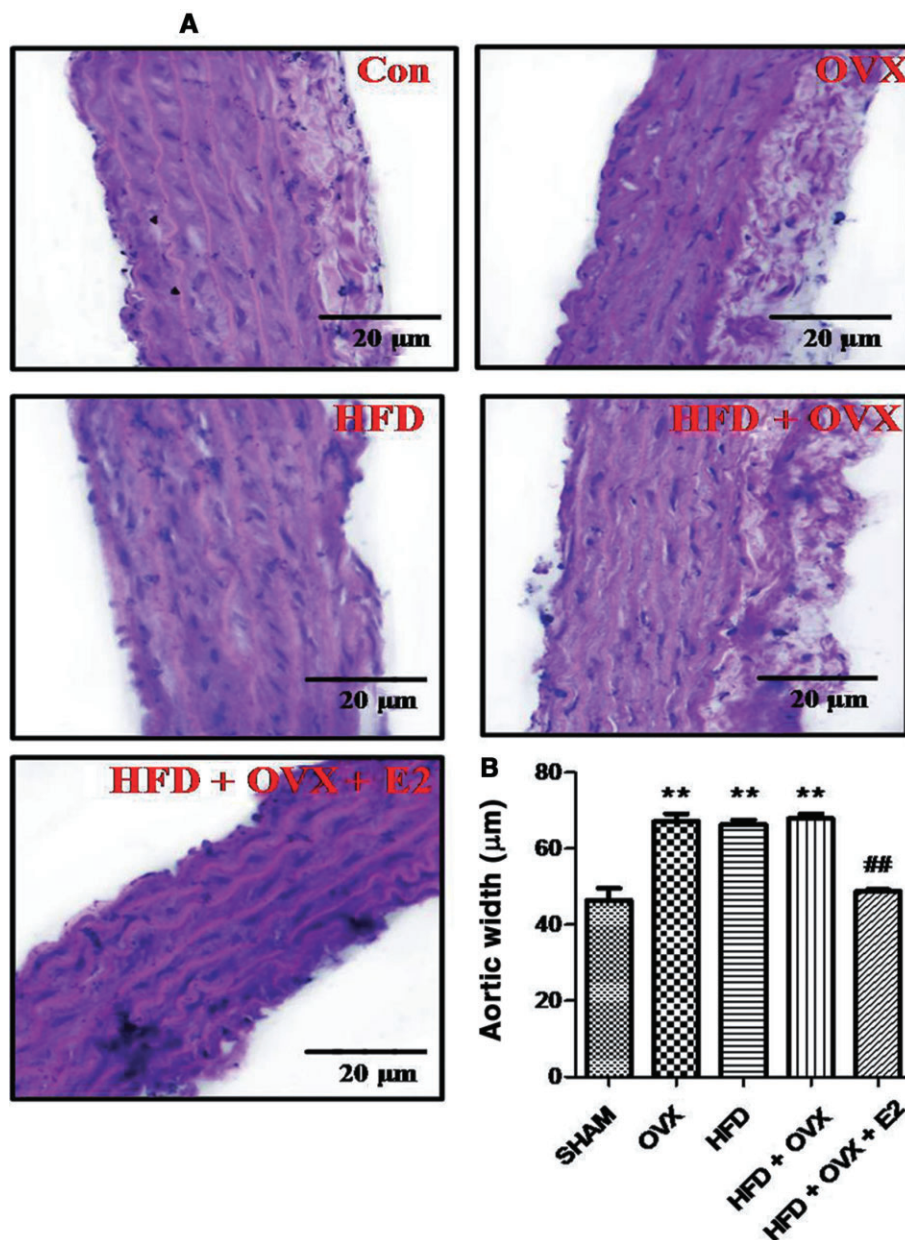 A
Con
20 μm
OVX
20 μm
HFD
20 μm
HFD + OVX
20 μm
HFD + OVX + E2
20 μm
B
Aortic width (μm)
80
60
40
20
0
**
**
**
##
SHAM
OVX
HFD
HFD + OVX
HFD + OVX + E2